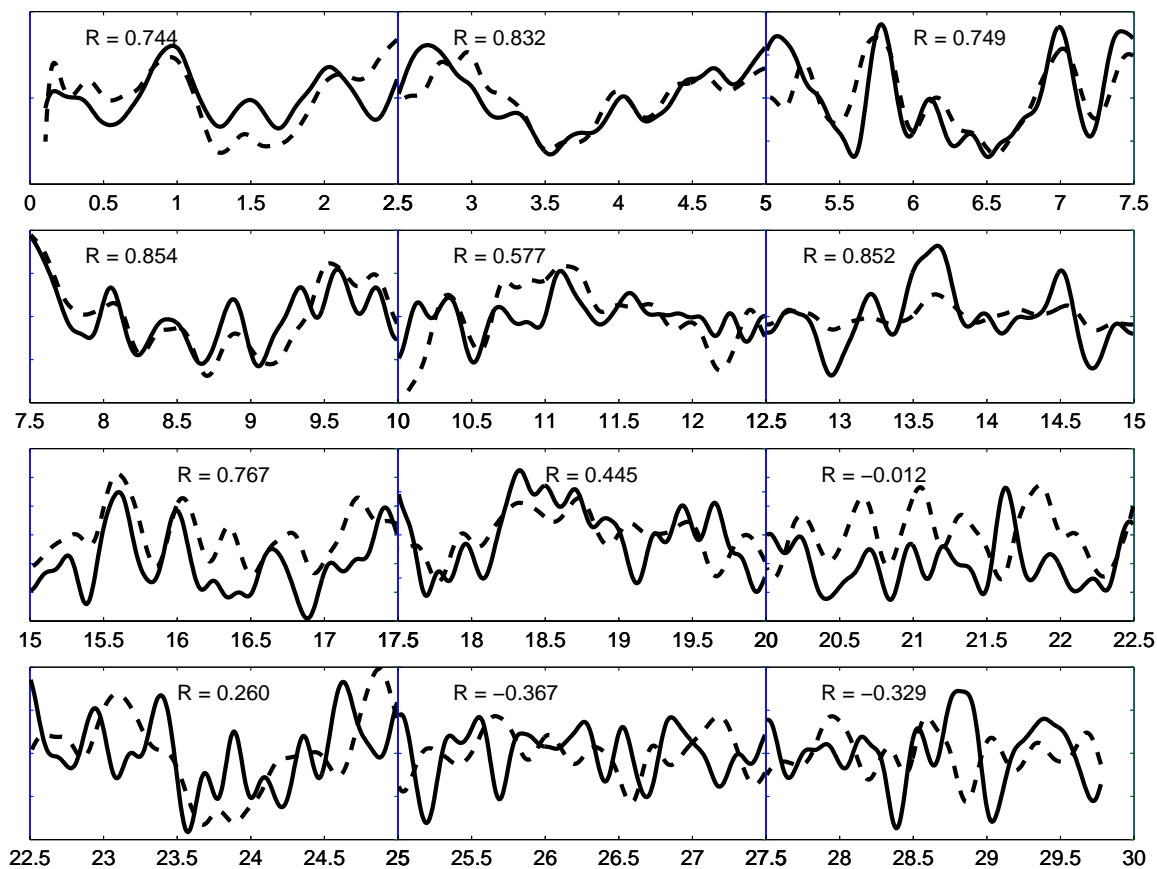 R = 0.744 R = 0.832 R = 0.749
0 0.5 1 1.5 2 2.5 3 3.5 4 4.5 5 5.5 6 6.5 7 7.5
R = 0.854 R = 0.577 R = 0.852
7.5 8 8.5 9 9.5 10 10.5 11 11.5 12 12.5 13 13.5 14 14.5 15
R = 0.767 R = 0.445 R = −0.012
15 15.5 16 16.5 17 17.5 18 18.5 19 19.5 20 20.5 21 21.5 22 22.5
R = 0.260 R = −0.367 R = −0.329
22.5 23 23.5 24 24.5 25 25.5 26 26.5 27 27.5 28 28.5 29 29.5 30